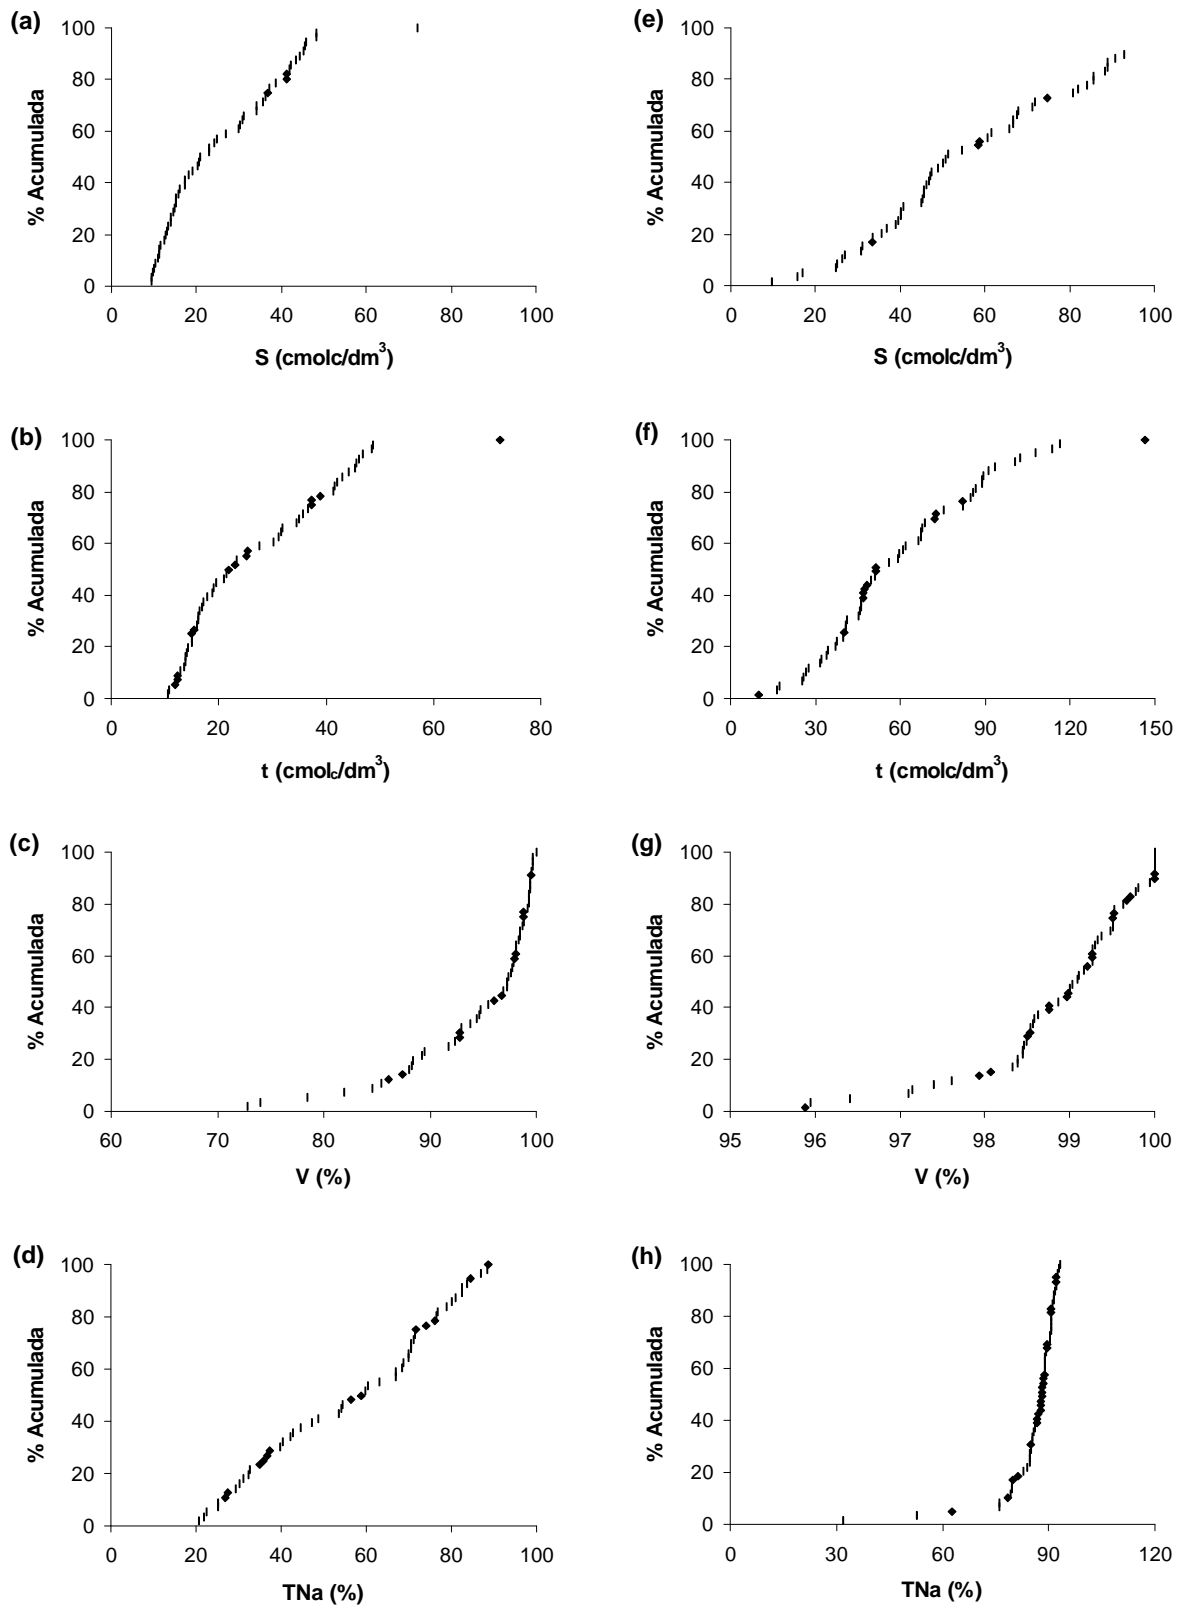 (a)
% Acumulada
100
80
60
40
20
0
0 20 40 60 80 100
S (cmolc/dm³)
(e)
% Acumulada
100
80
60
40
20
0
0 20 40 60 80 100
S (cmolc/dm³)
(b)
% Acumulada
100
80
60
40
20
0
0 20 40 60 80
t (cmolc/dm³)
(f)
% Acumulada
100
80
60
40
20
0
0 30 60 90 120 150
t (cmolc/dm³)
(c)
% Acumulada
100
80
60
40
20
0
60 70 80 90 100
V (%)
(g)
% Acumulada
100
80
60
40
20
0
95 96 97 98 99 100
V (%)
(d)
% Acumulada
100
80
60
40
20
0
0 20 40 60 80 100
TNa (%)
(h)
% Acumulada
100
80
60
40
20
0
0 30 60 90 120
TNa (%)